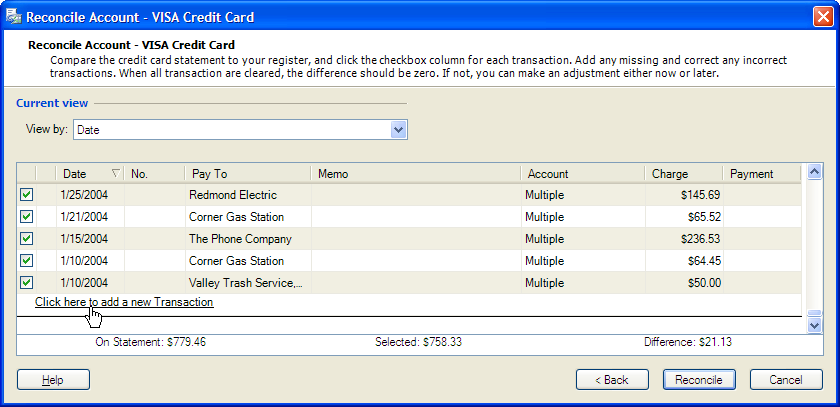 Reconcile Account - VISA Credit Card
Reconcile Account - VISA Credit Card
Compare the credit card statement to your register, and click the checkbox column for each transaction. Add any missing and correct any incorrect
transactions. When all transaction are cleared, the difference should be zero. If not, you can make an adjustment either now or later.
Current view
View by: Date
Date No. Pay To Memo Account Charge Payment
1/25/2004 Redmond Electric Multiple $145.69
1/21/2004 Corner Gas Station Multiple $65.52
1/15/2004 The Phone Company Multiple $236.53
1/10/2004 Corner Gas Station Multiple $64.45
1/10/2004 Valley Trash Service,... Multiple $50.00
Click here to add a new Transaction
On Statement: $779.46 Selected: $758.33 Difference: $21.13
Help < Back Reconcile Cancel